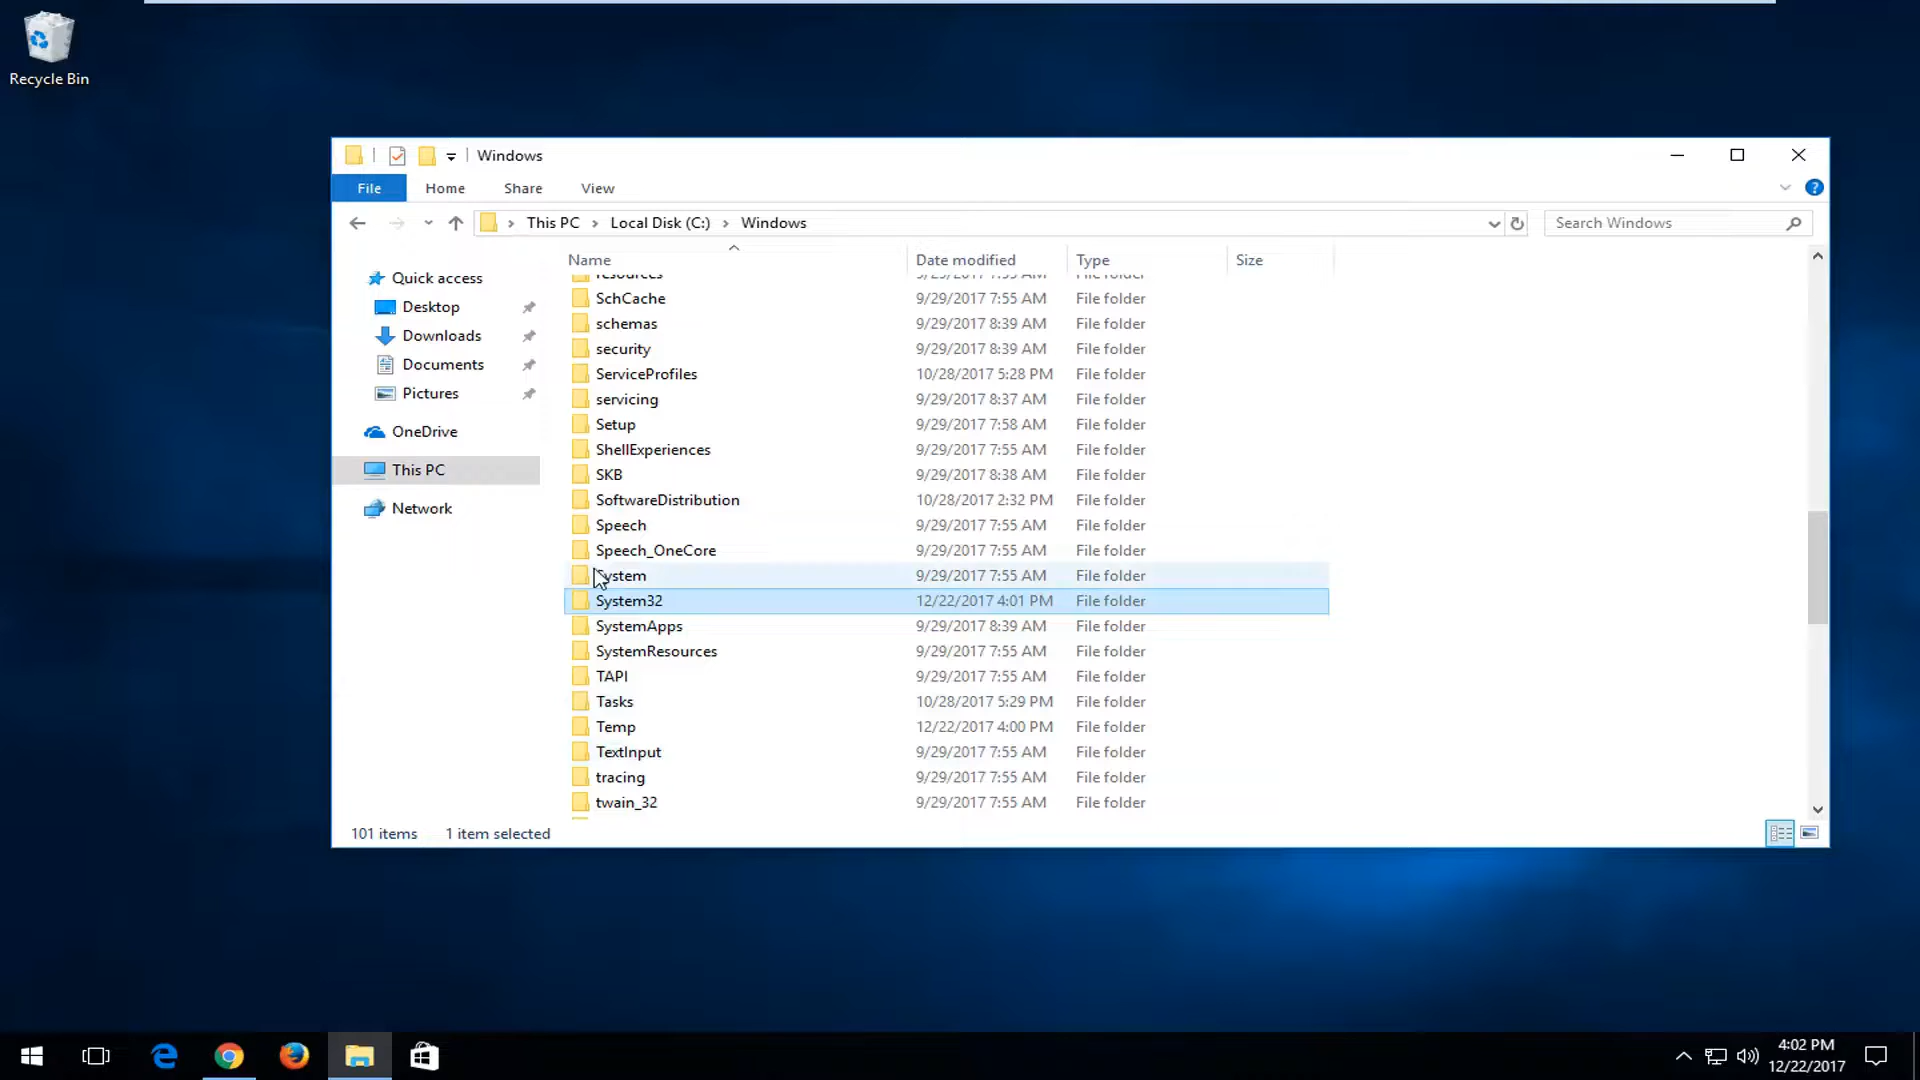 Recycle Bin
Windows
File Home Share View
This PC Local Disk (C:) Windows
Search Windows
Name Date modified Type Size
resources 9/29/2017 7:55 AM File folder
SchCache 9/29/2017 7:55 AM File folder
schemas 9/29/2017 8:39 AM File folder
security 9/29/2017 8:39 AM File folder
ServiceProfiles 10/28/2017 5:28 PM File folder
servicing 9/29/2017 8:37 AM File folder
Setup 9/29/2017 7:58 AM File folder
ShellExperiences 9/29/2017 7:55 AM File folder
SKB 9/29/2017 8:38 AM File folder
SoftwareDistribution 10/28/2017 2:32 PM File folder
Speech 9/29/2017 7:55 AM File folder
Speech_OneCore 9/29/2017 7:55 AM File folder
System 9/29/2017 7:55 AM File folder
System32 12/22/2017 4:01 PM File folder
SystemApps 9/29/2017 8:39 AM File folder
SystemResources 9/29/2017 7:55 AM File folder
TAPI 9/29/2017 7:55 AM File folder
Tasks 10/28/2017 5:29 PM File folder
Temp 12/22/2017 4:00 PM File folder
TextInput 9/29/2017 7:55 AM File folder
tracing 9/29/2017 7:55 AM File folder
twain_32 9/29/2017 7:55 AM File folder
Quick access
Desktop
Downloads
Documents
Pictures
OneDrive
This PC
Network
101 items 1 item selected
4:02 PM
12/22/2017